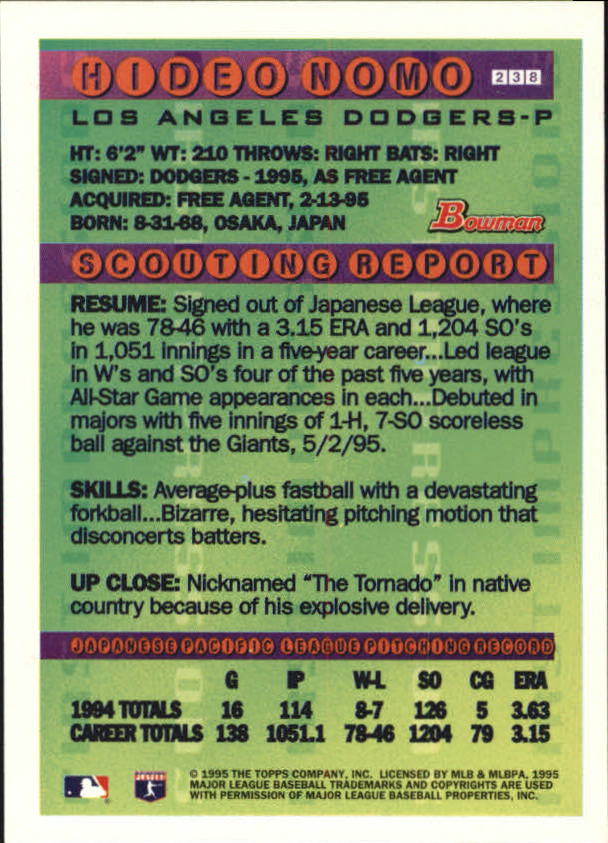 HIDEO NOMO 238
LOS ANGELES DODGERS-P
HT: 6'2" WT: 210 THROWS: RIGHT BATS: RIGHT
SIGNED: DODGERS - 1995, AS FREE AGENT
ACQUIRED: FREE AGENT, 2-13-95
BORN: 8-31-68, OSAKA, JAPAN
Bowman
SCOUTING REPORT
RESUME: Signed out of Japanese League, where
he was 78-46 with a 3.15 ERA and 1,204 SO's
in 1,051 innings in a five-year career...Led league
in W's and SO's four of the past five years, with
All-Star Game appearances in each...Debuted in
majors with five innings of 1-H, 7-SO scoreless
ball against the Giants, 5/2/95.
SKILLS: Average-plus fastball with a devastating
forkball...Bizarre, hesitating pitching motion that
disconcerts batters.
UP CLOSE: Nicknamed "The Tornado" in native
country because of his explosive delivery.
JAPANESE PACIFIC LEAGUE PITCHING RECORD
G IP W-L SO CG ERA
1994 TOTALS 16 114 8-7 126 5 3.63
CAREER TOTALS 138 1051.1 78-46 1204 79 3.15
© 1995 THE TOPPS COMPANY, INC. LICENSED BY MLB & MLBPA, 1995
MAJOR LEAGUE BASEBALL TRADEMARKS AND COPYRIGHTS ARE USED
WITH PERMISSION OF MAJOR LEAGUE BASEBALL PROPERTIES, INC.